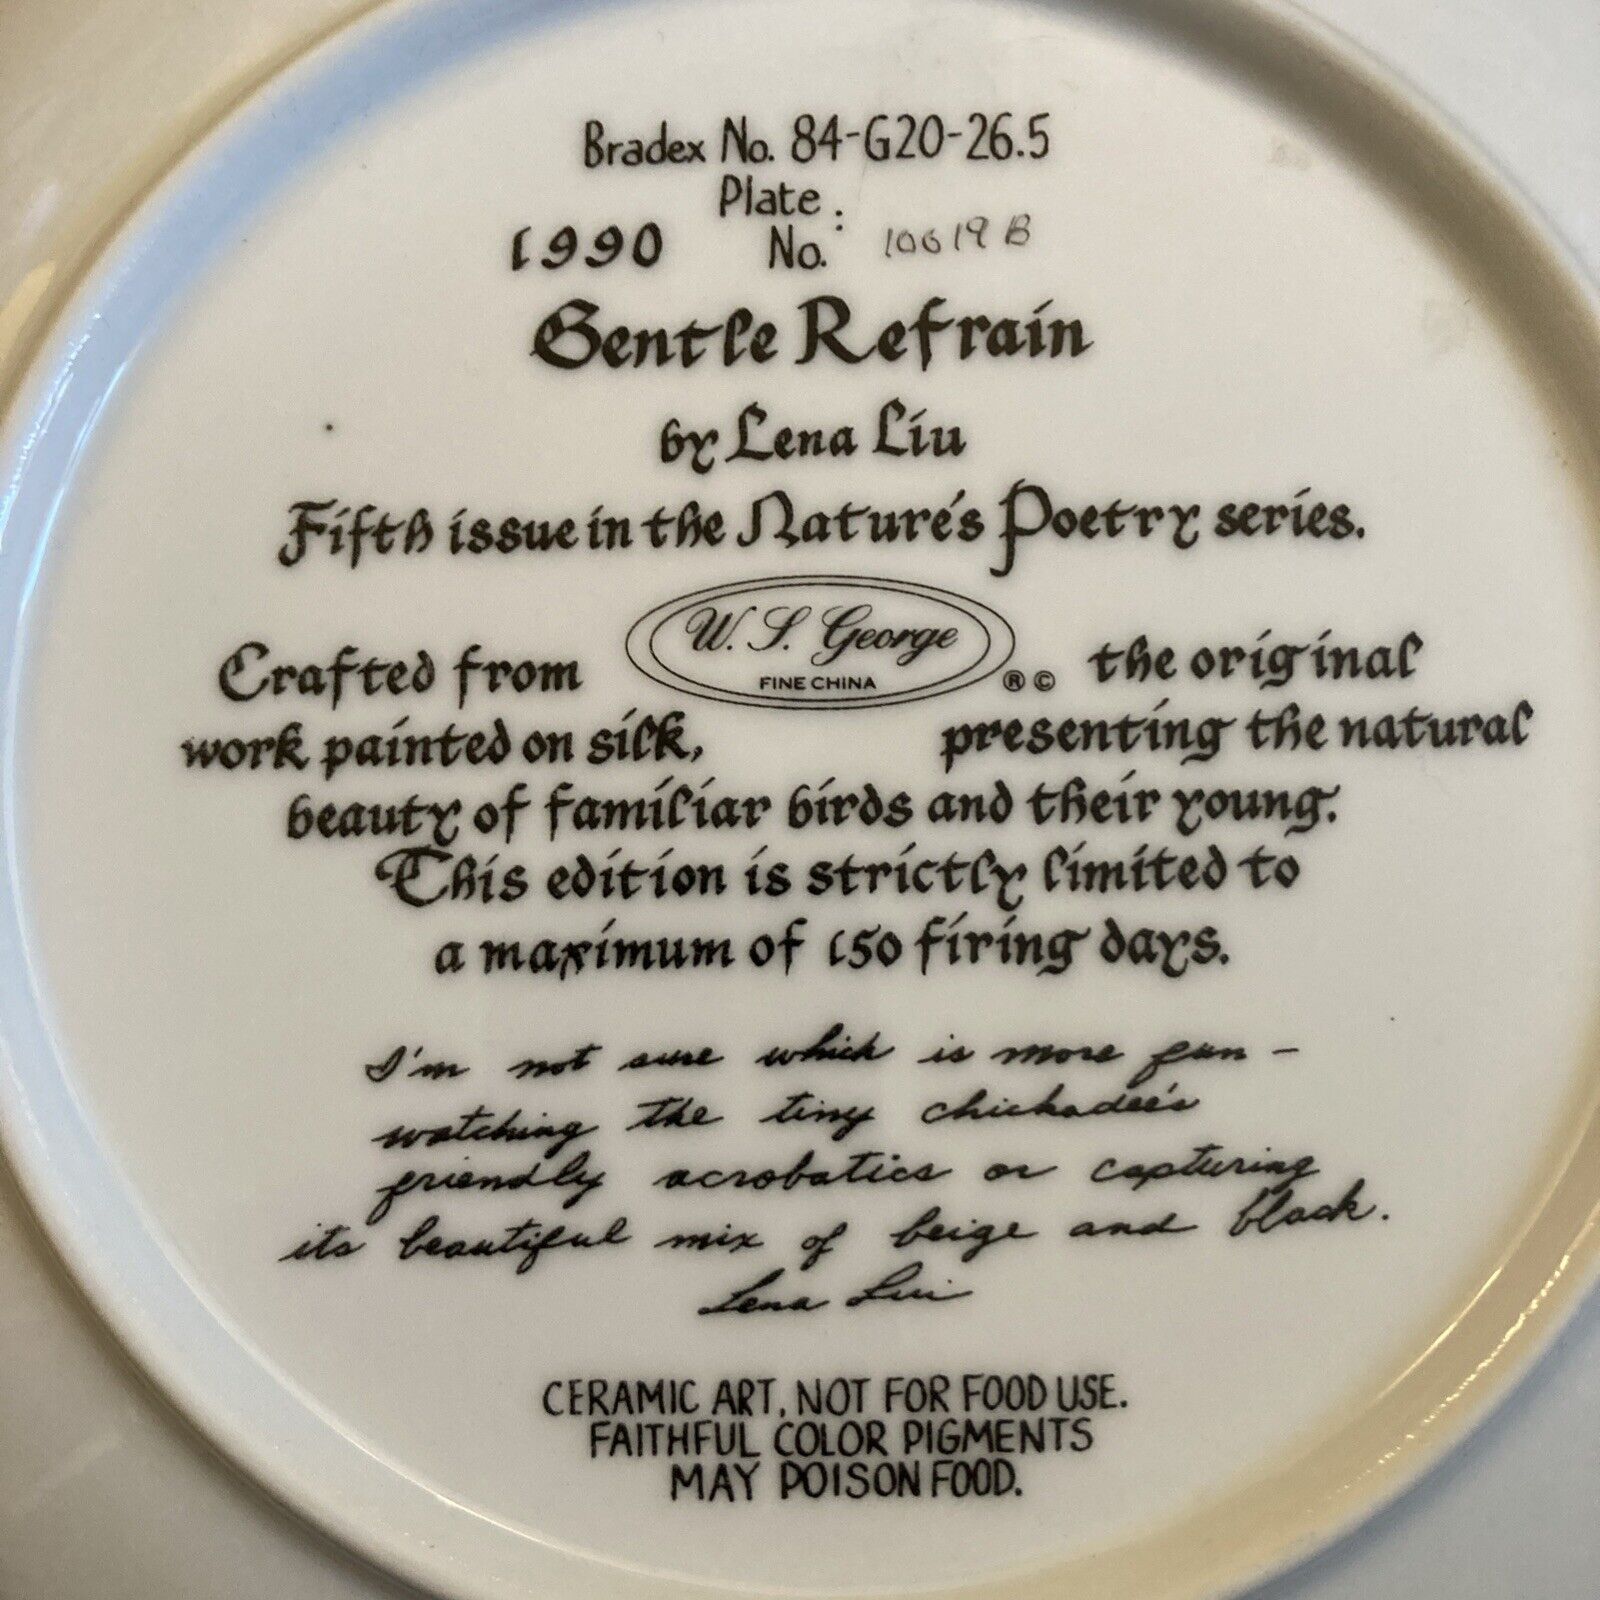 Bradex No. 84-G20-26.5
Plate
1990 No: 10619B
Gentle Refrain
by Lena Liu
Fifth issue in the Nature's Poetry series.
W. S. George
FINE CHINA
® ©
Crafted from the original
work painted on silk, presenting the natural
beauty of familiar birds and their young.
This edition is strictly limited to
a maximum of 150 firing days.
I'm not sure which is more fun -
watching the tiny chickadee's
friendly acrobatics or capturing
its beautiful mix of beige and black.
Lena Liu
CERAMIC ART, NOT FOR FOOD USE.
FAITHFUL COLOR PIGMENTS
MAY POISON FOOD.